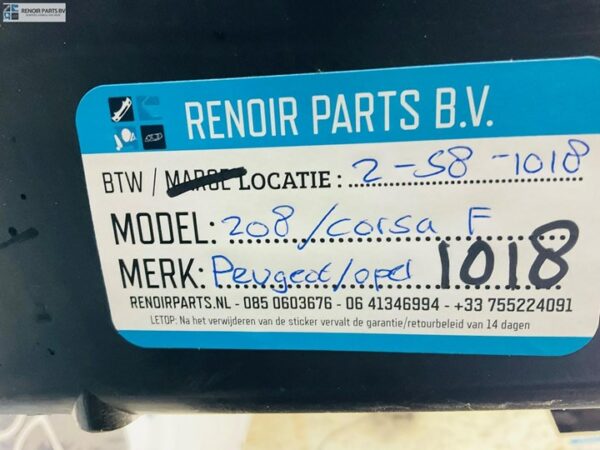 RENOIR PARTS BV
RENOIR PARTS B.V.
BTW / MARGE LOCATIE : 2-S8-1018
MODEL: 208/corsa F
MERK: Peugeot/opel 1018
RENOIRPARTS.NL - 085 0603676 - 06 41346994 - +33 755224091
LETOP: Na het verwijderen van de sticker vervalt de garantie/retourbeleid van 14 dagen